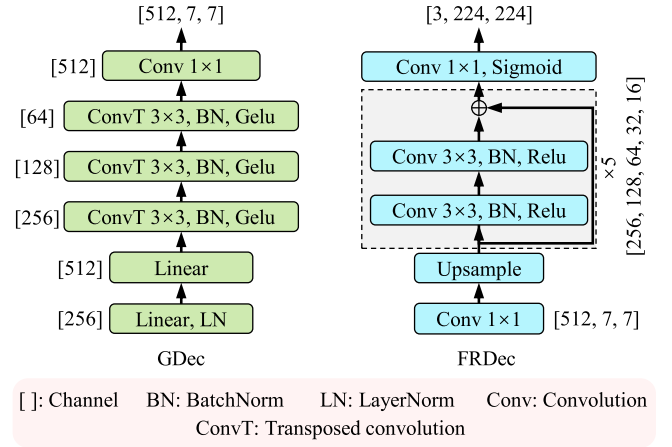 [512, 7, 7]
[512] Conv 1×1
[64] ConvT 3×3, BN, Gelu
[128] ConvT 3×3, BN, Gelu
[256] ConvT 3×3, BN, Gelu
[512] Linear
[256] Linear, LN
GDec
[3, 224, 224]
Conv 1×1, Sigmoid
Conv 3×3, BN, Relu
Conv 3×3, BN, Relu
×5
[256, 128, 64, 32, 16]
Upsample
Conv 1×1 [512, 7, 7]
FRDec
[ ]: Channel BN: BatchNorm LN: LayerNorm Conv: Convolution
ConvT: Transposed convolution